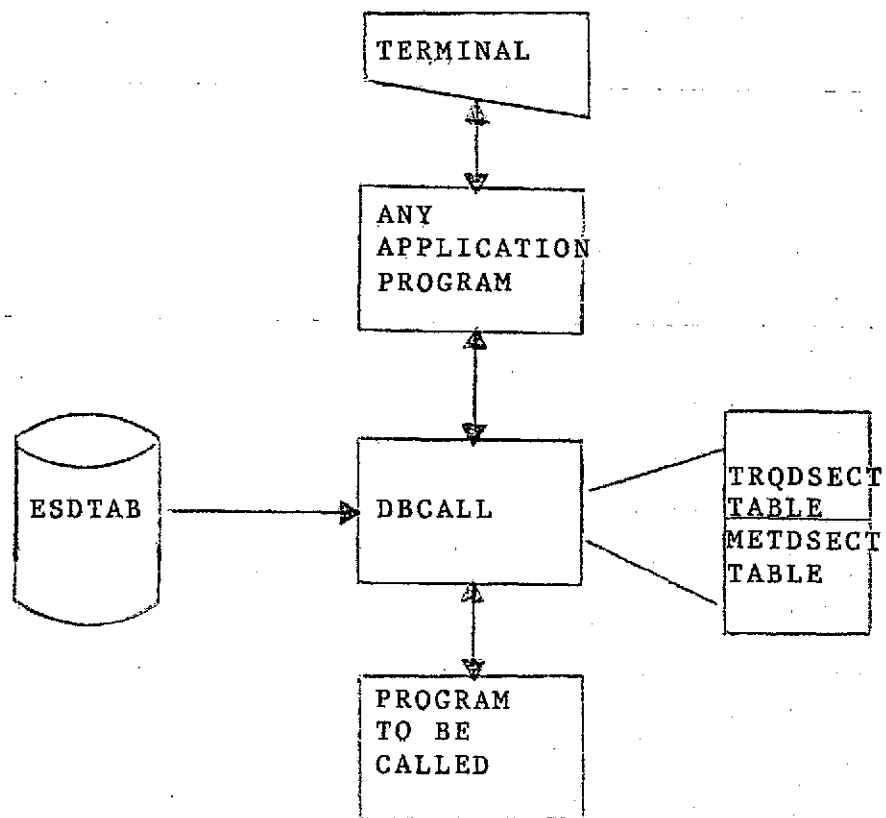 TERMINAL
ANY
APPLICATION
PROGRAM
ESDTAB
DBCALL
TRQDSECT
TABLE
METDSECT
TABLE
PROGRAM
TO BE
CALLED